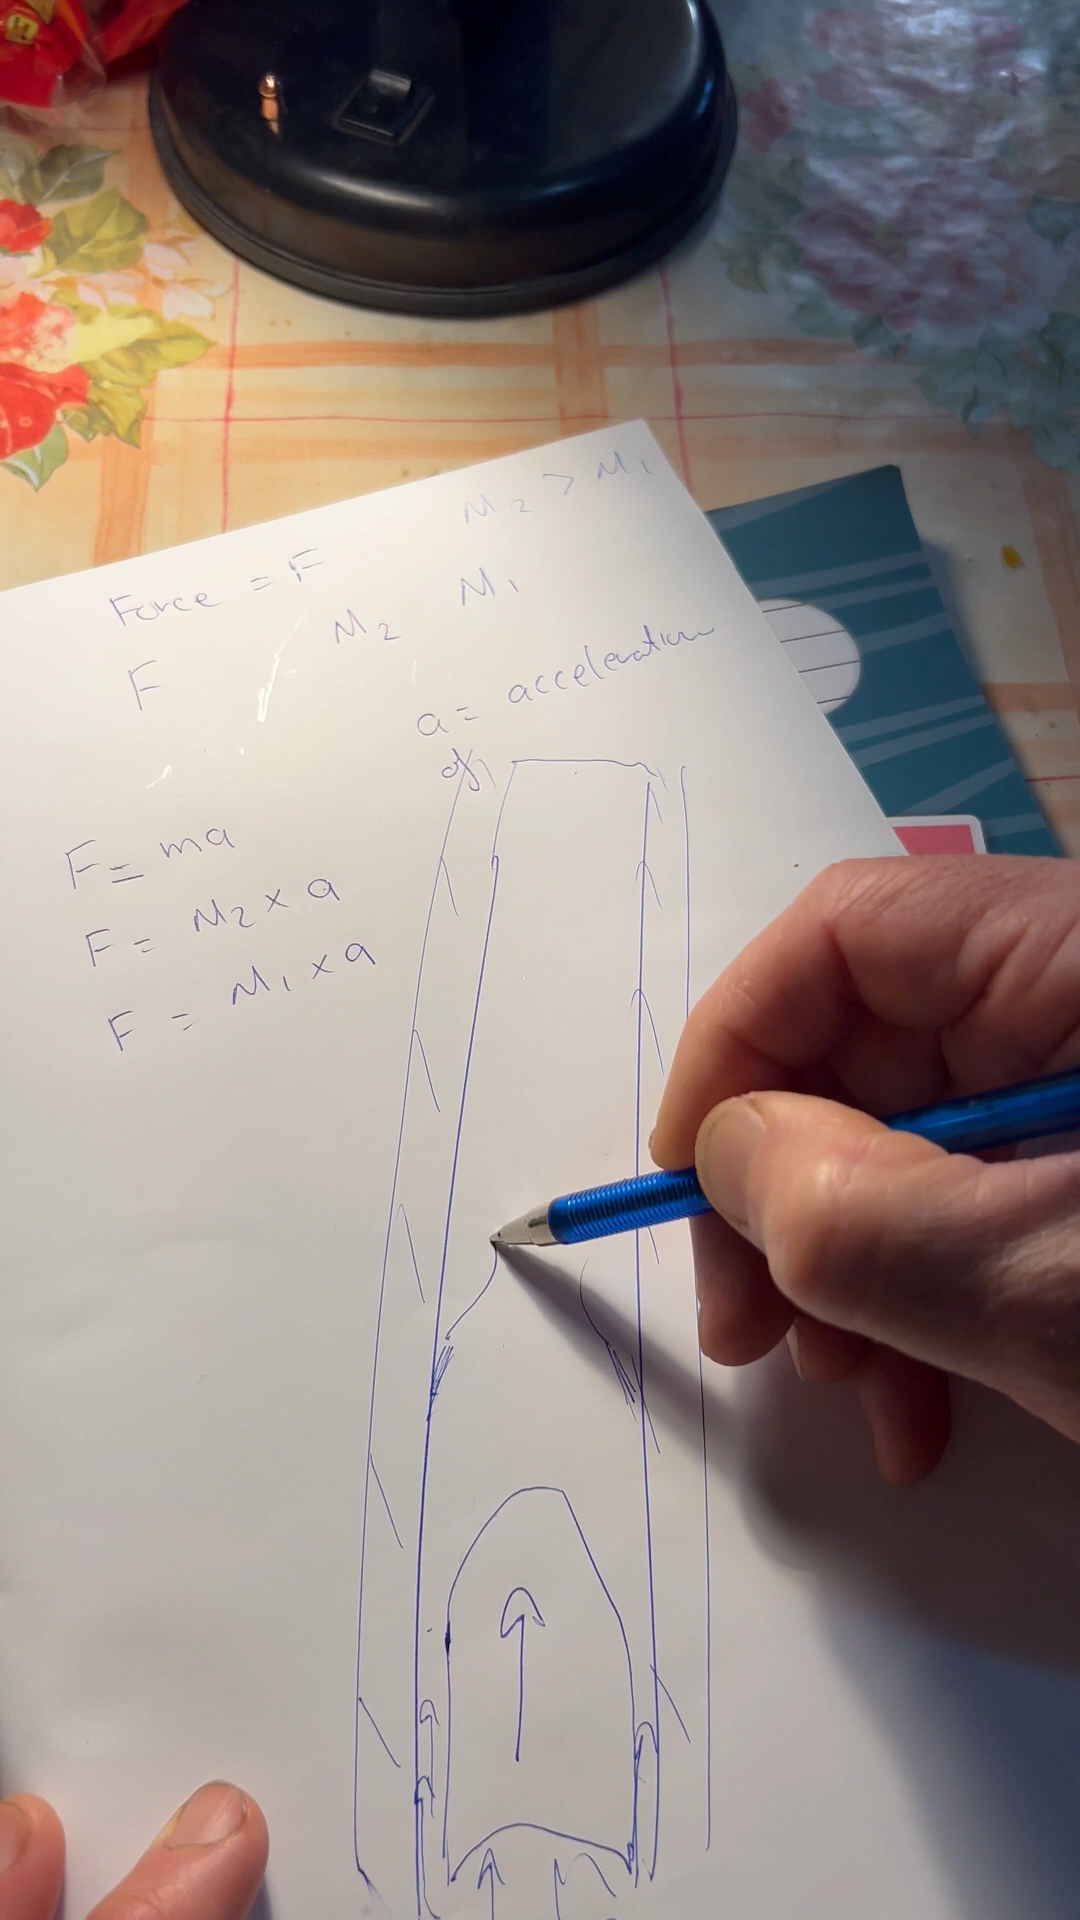 M2 > M1
Force = F
M2 M1
F
a = acceleration
of
F = ma
F = M2 x a
F = M1 x a